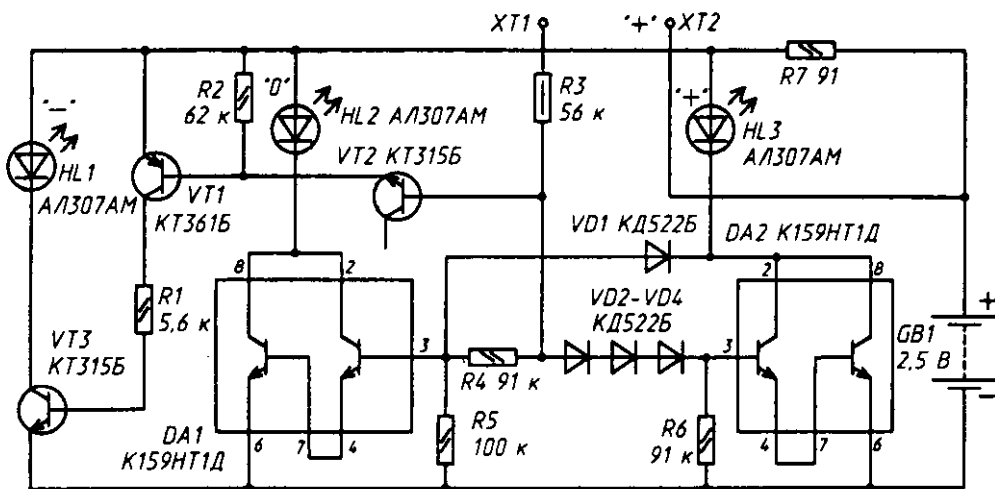 XT1
"+"
XT2
R7 91
"−"
R2
62 к
"0"
HL2 АЛ307АМ
R3
56 к
"+"
HL3
АЛ307АМ
HL1
АЛ307АМ
VT1
КТ361Б
VT2 КТ315Б
VD1 КД522Б
DA2 К159НТ1Д
8
2
2
8
R1
5,6 к
VD2-VD4
КД522Б
+
GB1
2,5 В
−
VT3
КТ315Б
3
R4 91 к
3
R5
100 к
R6
91 к
DA1
К159НТ1Д
6
7
4
4
7
6